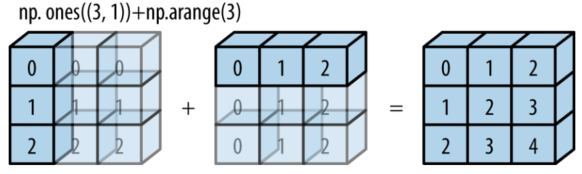 np. ones((3, 1))+np.arange(3)
0 0 0 0 1 2 0 1 2
1 1 1 + 0 1 2 = 1 2 3
2 2 2 0 1 2 2 3 4